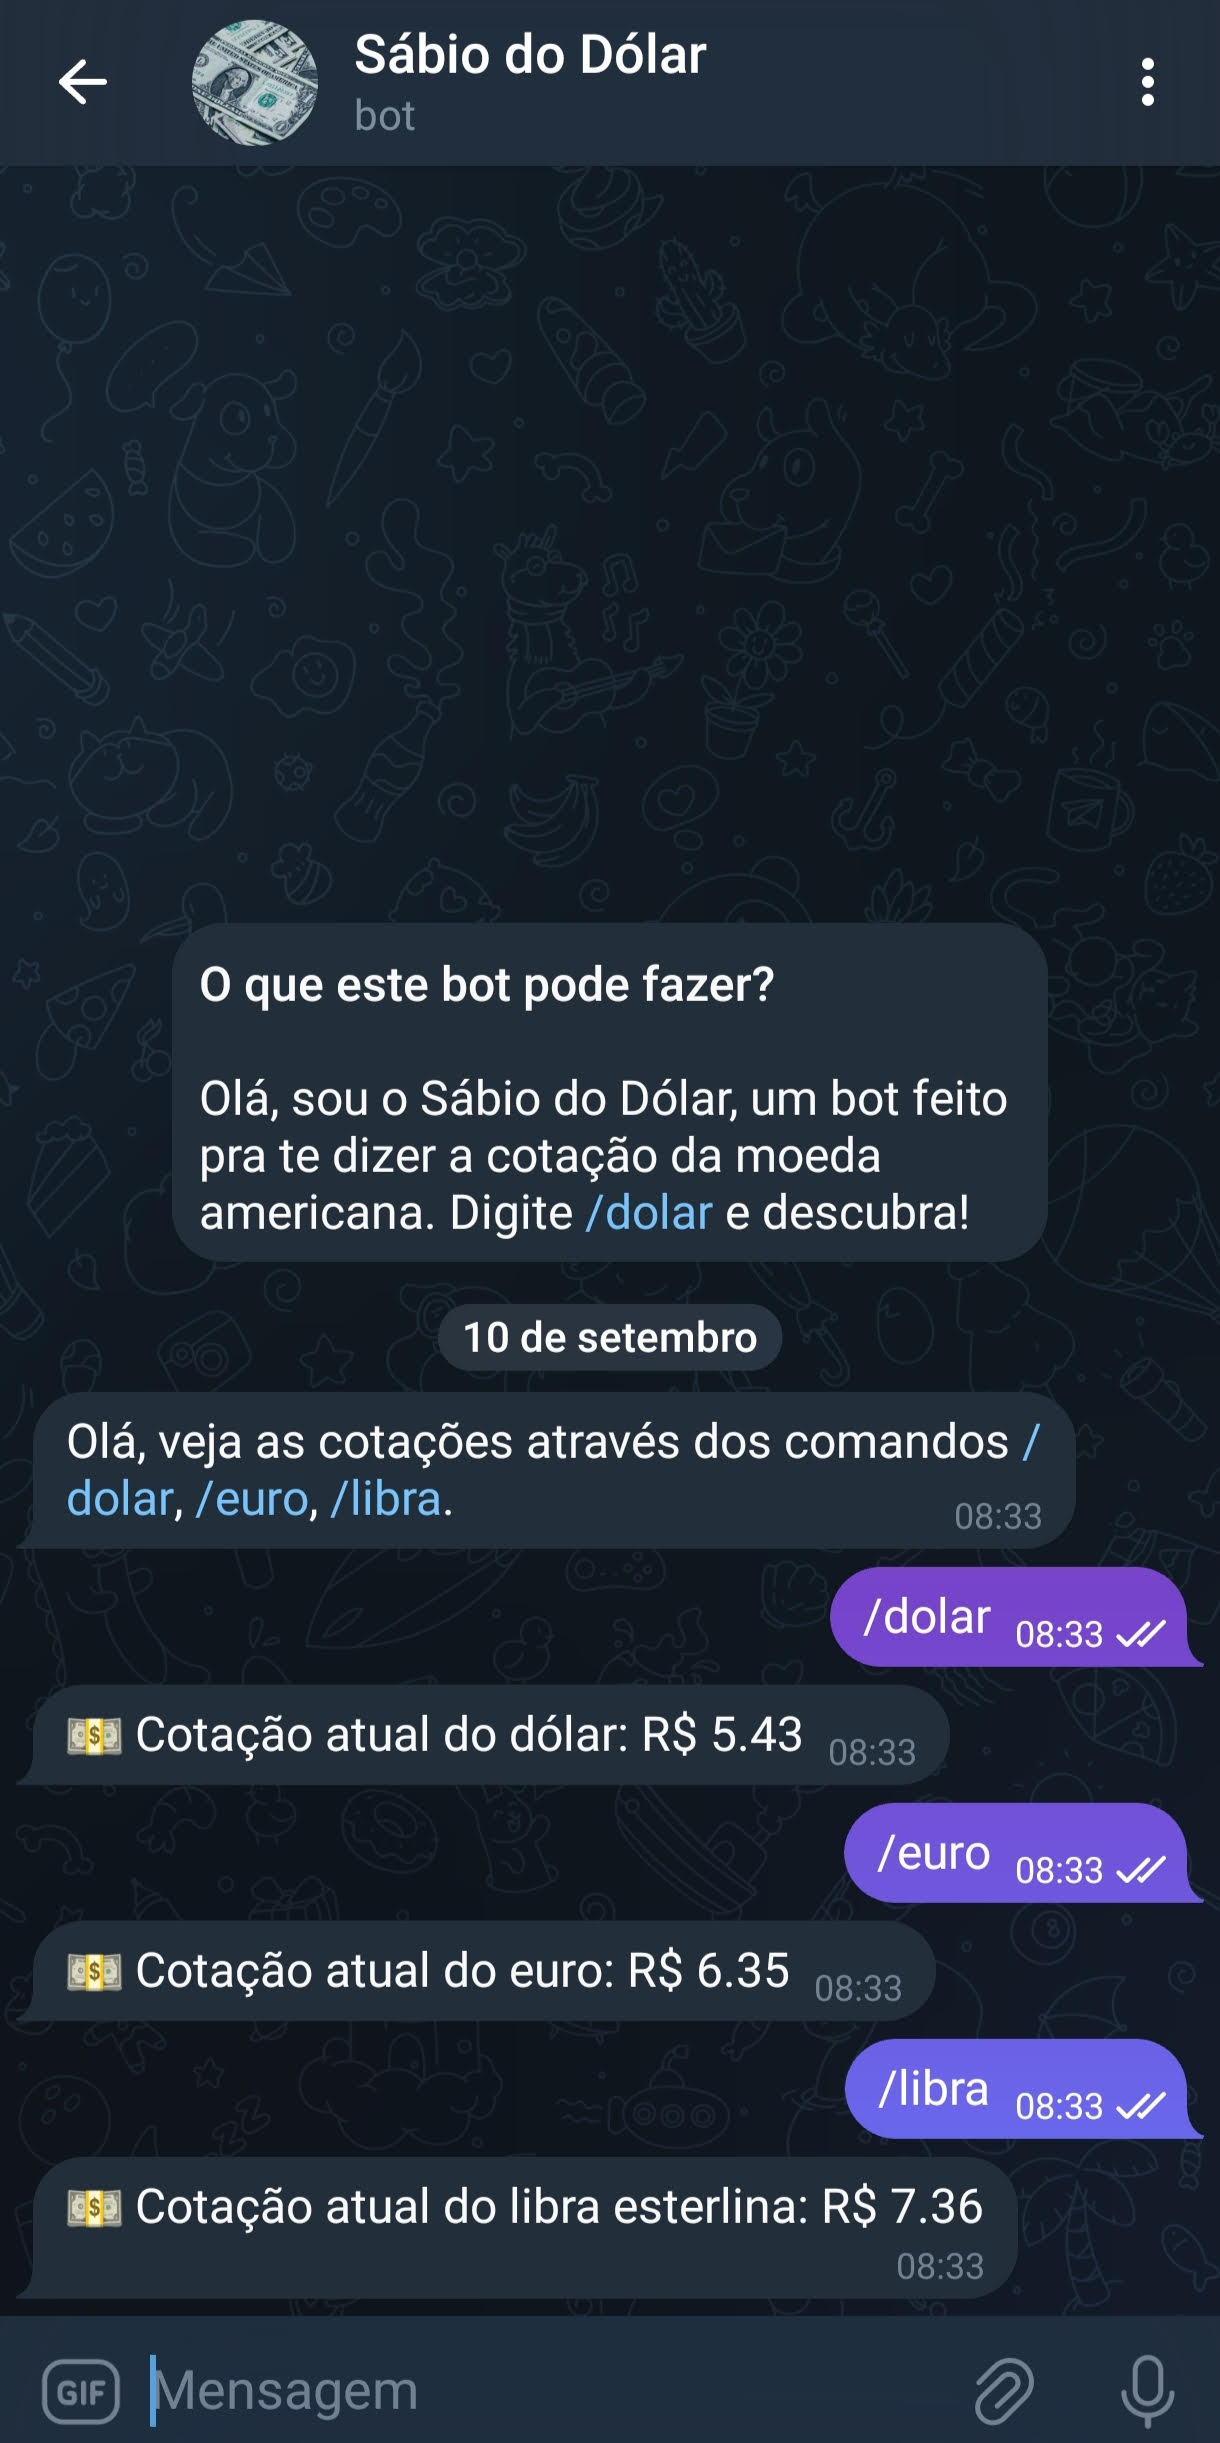 Sábio do Dólar
bot
O que este bot pode fazer?
Olá, sou o Sábio do Dólar, um bot feito
pra te dizer a cotação da moeda
americana. Digite /dolar e descubra!
10 de setembro
Olá, veja as cotações através dos comandos /
dolar, /euro, /libra.
08:33
/dolar 08:33
Cotação atual do dólar: R$ 5.43 08:33
/euro 08:33
Cotação atual do euro: R$ 6.35 08:33
/libra 08:33
Cotação atual do libra esterlina: R$ 7.36
08:33
GIF Mensagem